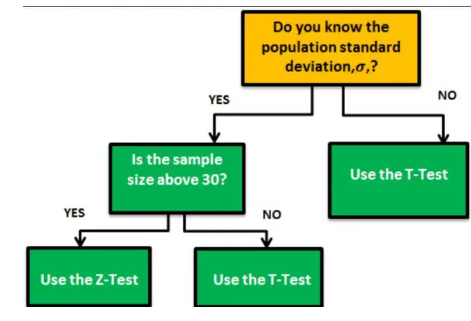 Do you know the
population standard
deviation,σ,?
YES
NO
Is the sample
size above 30?
Use the T-Test
YES
NO
Use the Z-Test
Use the T-Test